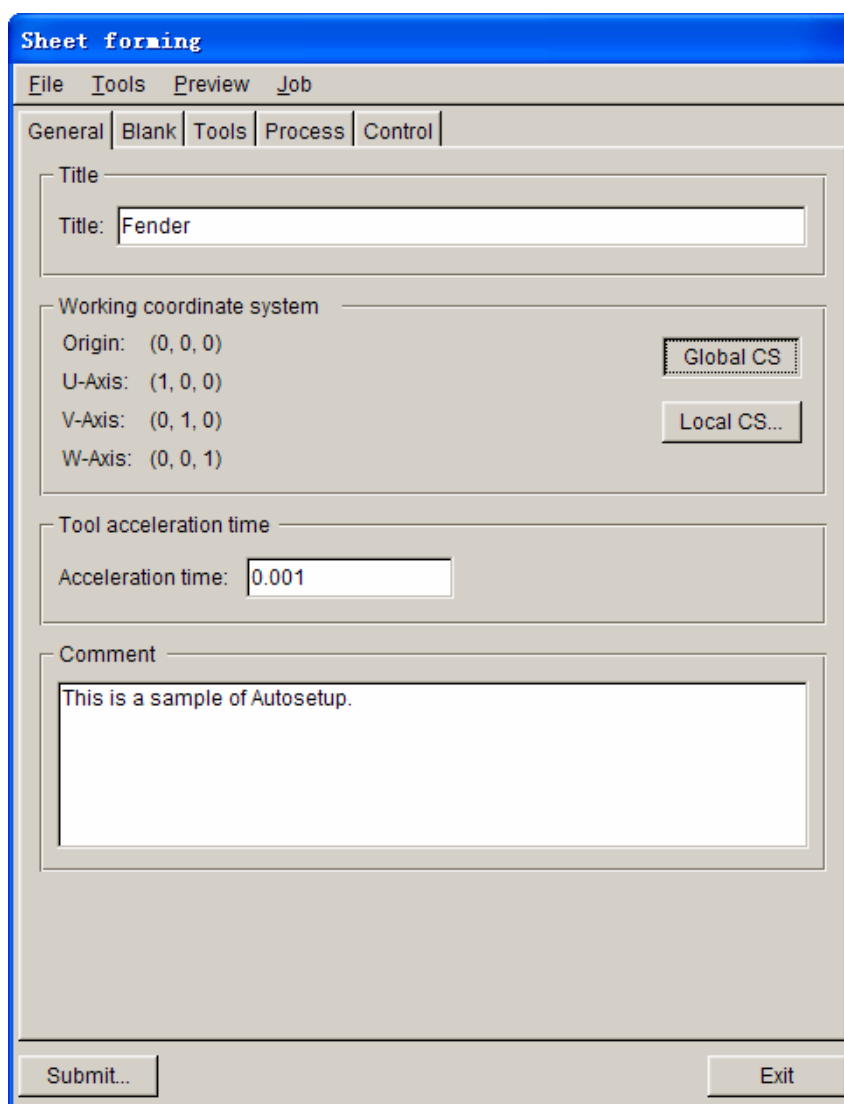 Sheet forming
File Tools Preview Job
General Blank Tools Process Control
Title
Title: Fender
Working coordinate system
Origin: (0, 0, 0)
Global CS
U-Axis: (1, 0, 0)
V-Axis: (0, 1, 0)
Local CS...
W-Axis: (0, 0, 1)
Tool acceleration time
Acceleration time: 0.001
Comment
This is a sample of Autosetup.
Submit... Exit